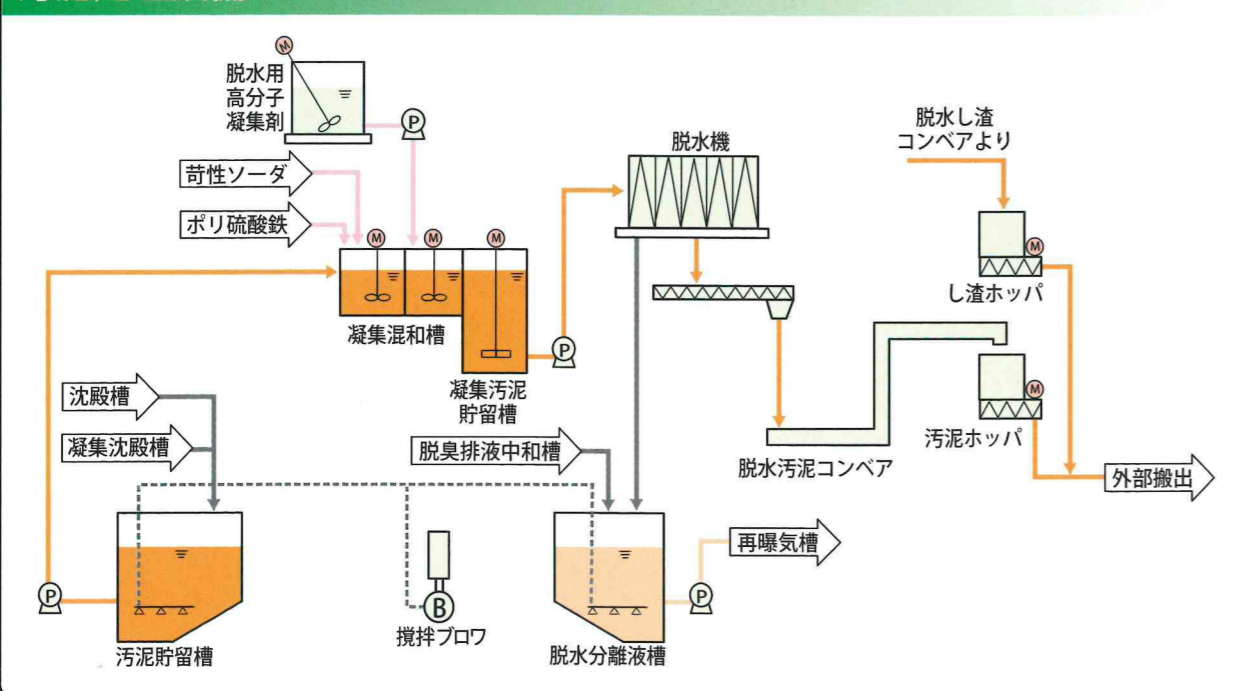 M
脱水用
高分子
凝集剤
P
苛性ソーダ
ポリ硫酸鉄
M
M
M
凝集混和槽
凝集汚泥
貯留槽
P
脱水機
脱水し渣
コンベアより
M
し渣ホッパ
M
汚泥ホッパ
外部搬出
脱水汚泥コンベア
沈殿槽
凝集沈殿槽
脱臭排液中和槽
P
汚泥貯留槽
B
撹拌ブロワ
脱水分離液槽
P
再曝気槽